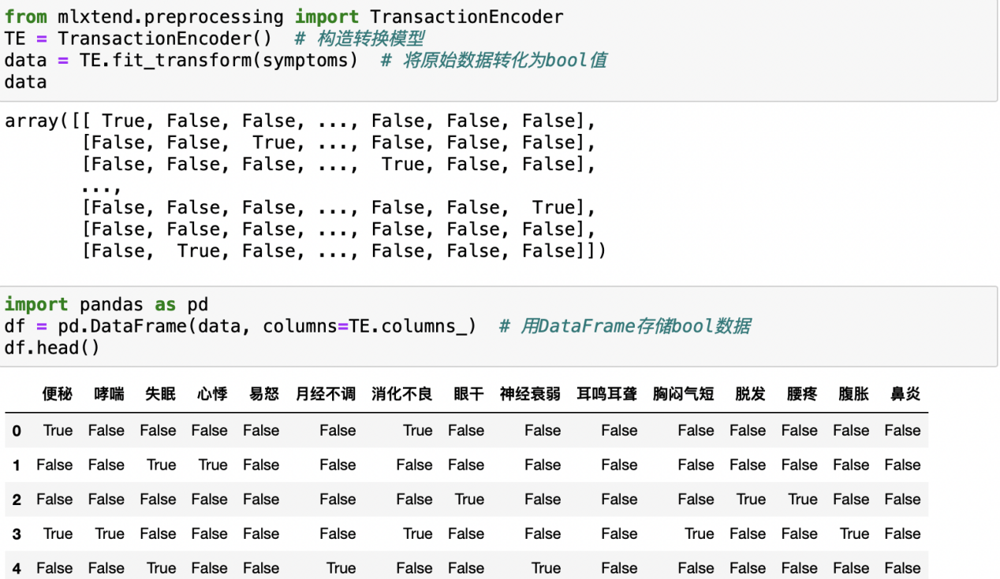 from mlxtend.preprocessing import TransactionEncoder
TE = TransactionEncoder()  # 构造转换模型
data = TE.fit_transform(symptoms)  # 将原始数据转化为bool值
data
array([[ True, False, False, ..., False, False, False],
       [False, False,  True, ..., False, False, False],
       [False, False, False, ...,  True, False, False],
       ...,
       [False, False, False, ..., False, False,  True],
       [False, False, False, ..., False, False, False],
       [False,  True, False, ..., False, False, False]])
import pandas as pd
df = pd.DataFrame(data, columns=TE.columns_)  # 用DataFrame存储bool数据
df.head()
便秘 哮喘 失眠 心悸 易怒 月经不调 消化不良 眼干 神经衰弱 耳鸣耳聋 胸闷气短 脱发 腰疼 腹胀 鼻炎
0 True False False False False False True False False False False False False False False
1 False False True True False False False False False False False False False False False
2 False False False False False False False True False False False True True False False
3 True True False False False False True False False False True False False True False
4 False False True False False True False False True False False False False False False